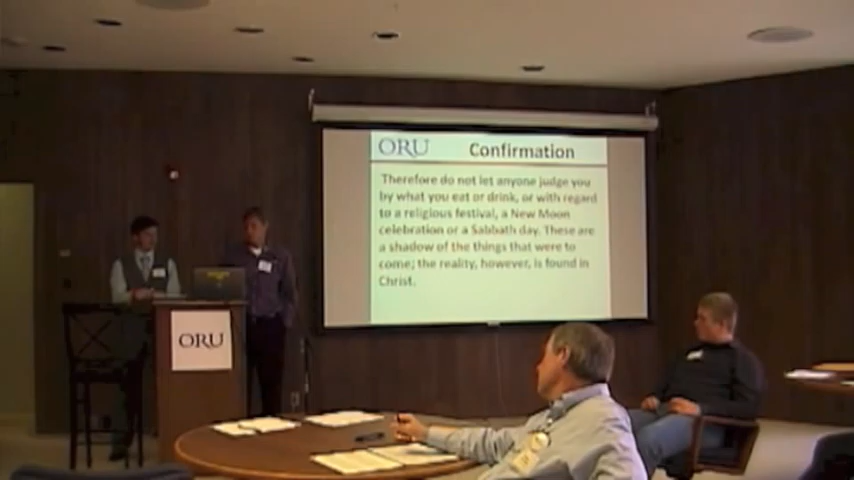 ORU Confirmation
Therefore do not let anyone judge you
by what you eat or drink, or with regard
to a religious festival, a New Moon
celebration or a Sabbath day. These are
a shadow of the things that were to
come; the reality, however, is found in
Christ.
ORU